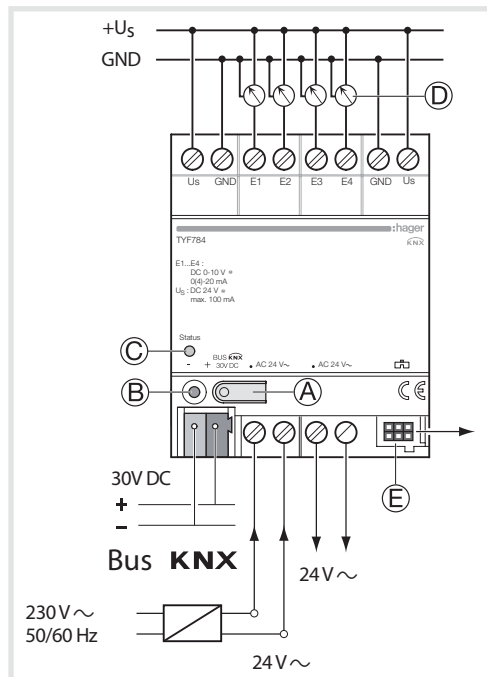 +Us
GND
D
Us GND E1 E2 E3 E4 GND Us
:hager
TYF784
KNX
E1...E4 :
DC 0-10 V =
0(4)-20 mA
Us : DC 24 V =
max. 100 mA
Status
C
BUS KNX
- + 30V DC • AC 24 V~ • AC 24 V~
B
A
CE
E
30V DC
+
–
Bus KNX
24 V ~
230 V ~
50/60 Hz
24 V ~